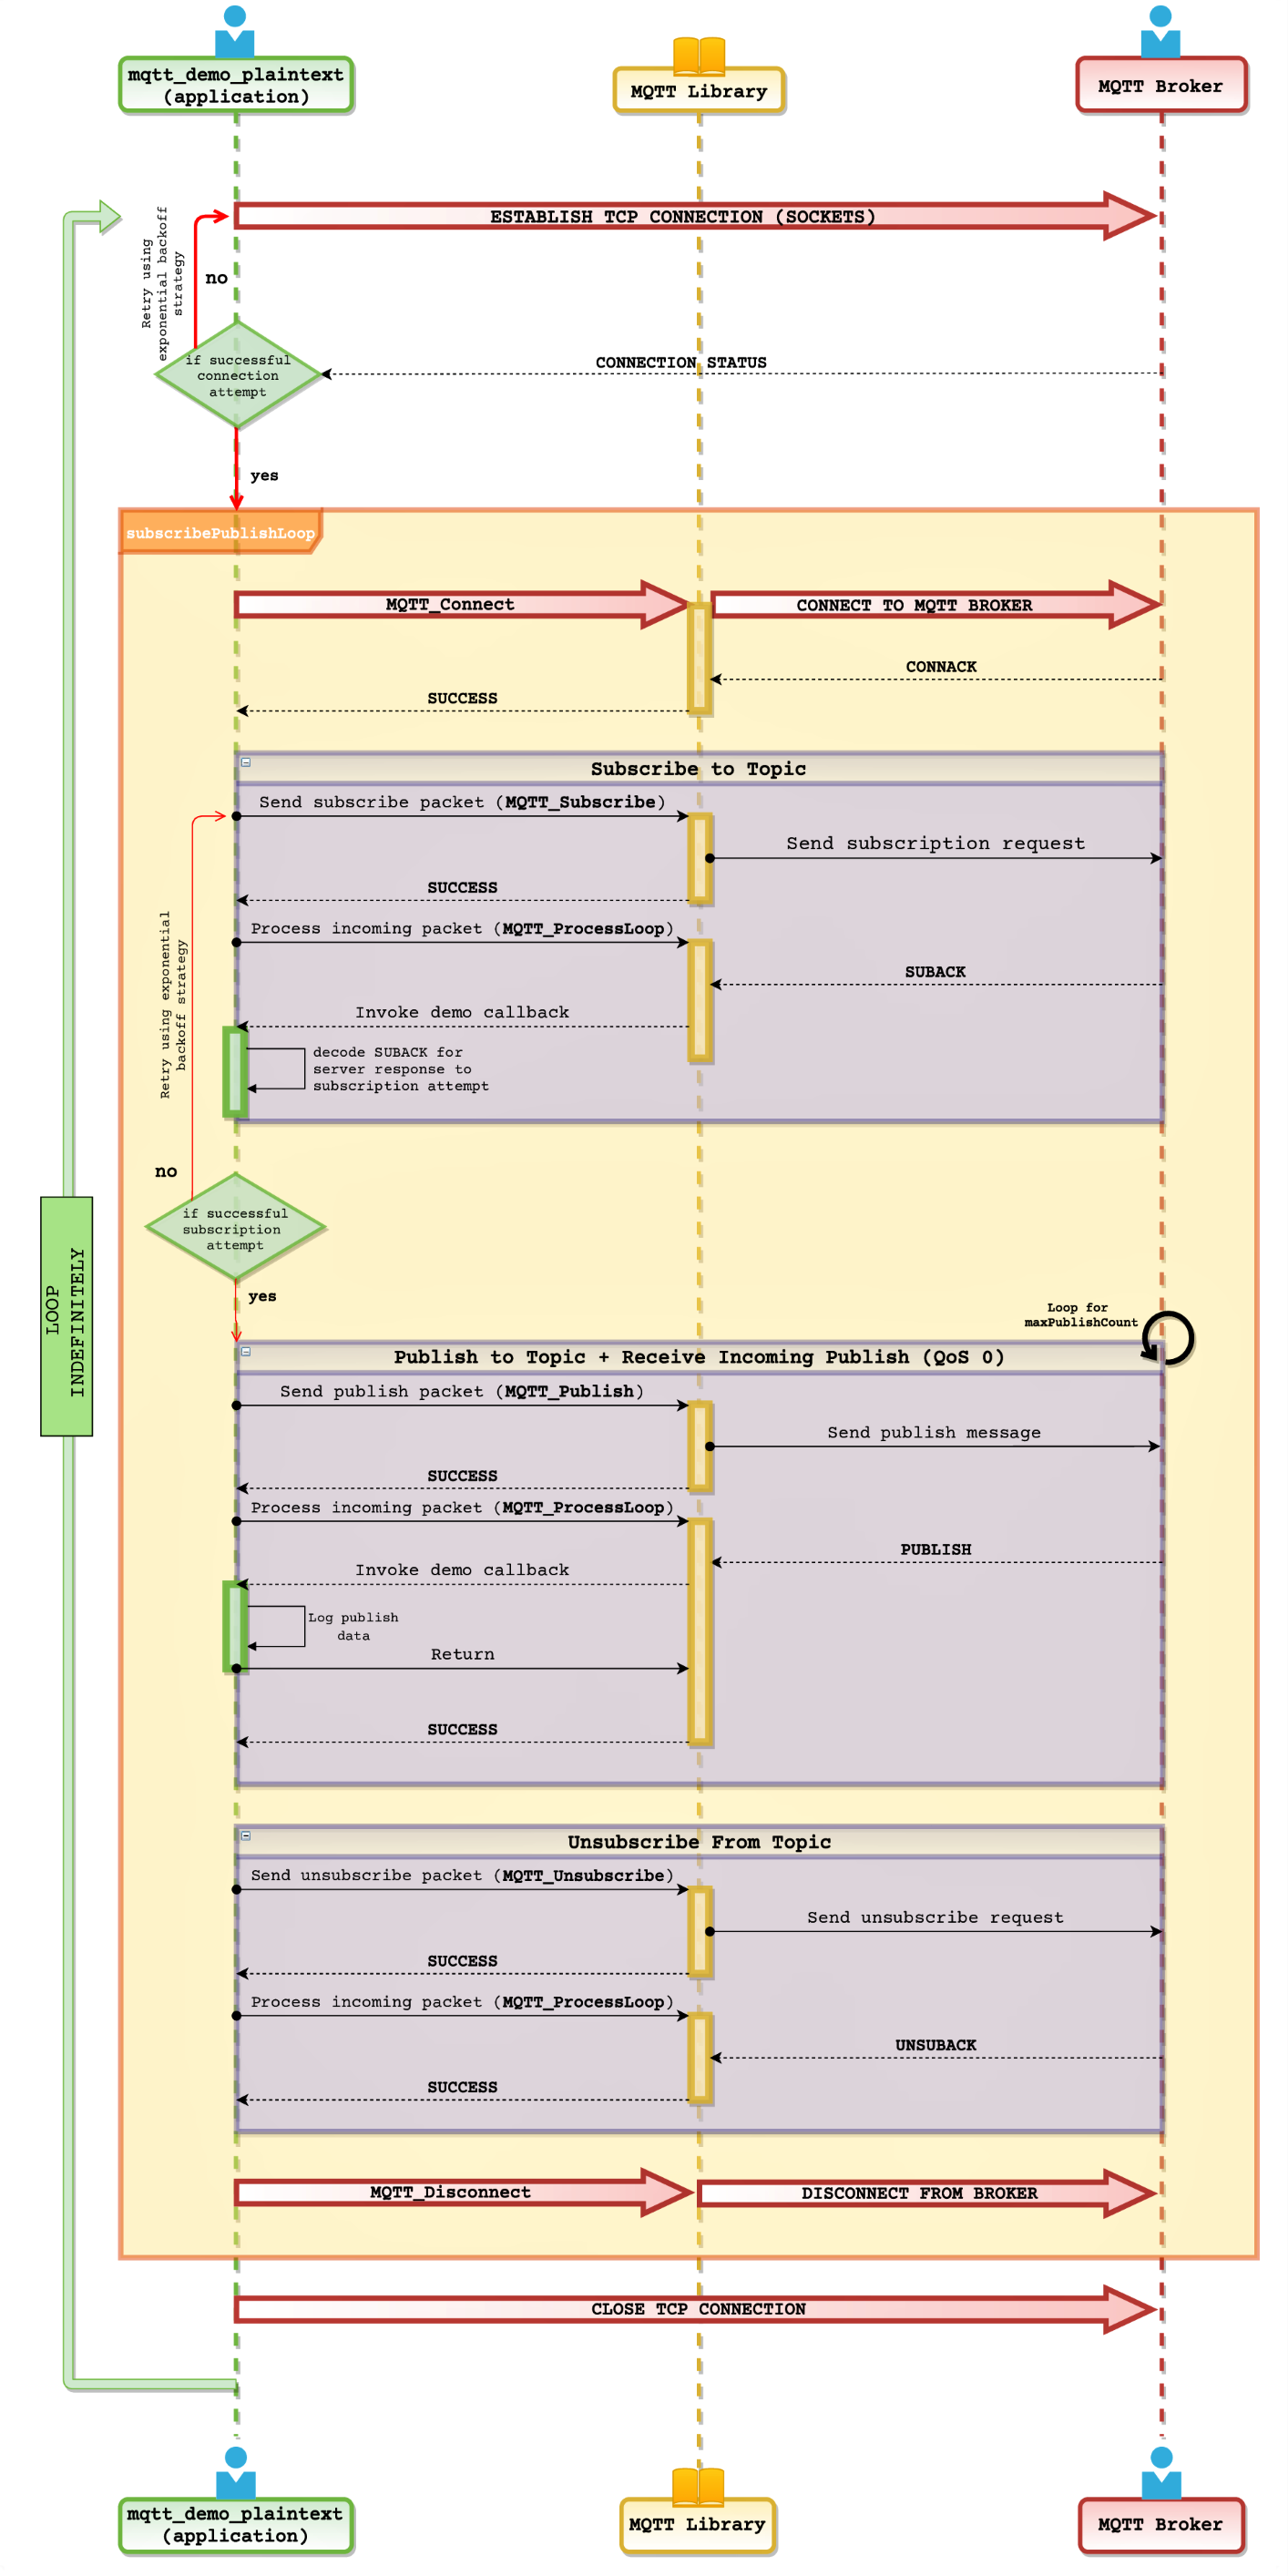 mqtt_demo_plaintext
(application)
MQTT Library
MQTT Broker
ESTABLISH TCP CONNECTION (SOCKETS)
Retry using
exponential backoff
strategy
no
if successful
connection
attempt
CONNECTION STATUS
yes
subscribePublishLoop
MQTT_Connect
CONNECT TO MQTT BROKER
CONNACK
SUCCESS
Subscribe to Topic
Send subscribe packet (MQTT_Subscribe)
Send subscription request
SUCCESS
Process incoming packet (MQTT_ProcessLoop)
SUBACK
Invoke demo callback
decode SUBACK for
server response to
subscription attempt
Retry using exponential
backoff strategy
no
if successful
subscription
attempt
yes
LOOP
INDEFINITELY
Loop for
maxPublishCount
Publish to Topic + Receive Incoming Publish (QoS 0)
Send publish packet (MQTT_Publish)
Send publish message
SUCCESS
Process incoming packet (MQTT_ProcessLoop)
PUBLISH
Invoke demo callback
Log publish
data
Return
SUCCESS
Unsubscribe From Topic
Send unsubscribe packet (MQTT_Unsubscribe)
Send unsubscribe request
SUCCESS
Process incoming packet (MQTT_ProcessLoop)
UNSUBACK
SUCCESS
MQTT_Disconnect
DISCONNECT FROM BROKER
CLOSE TCP CONNECTION
mqtt_demo_plaintext
(application)
MQTT Library
MQTT Broker